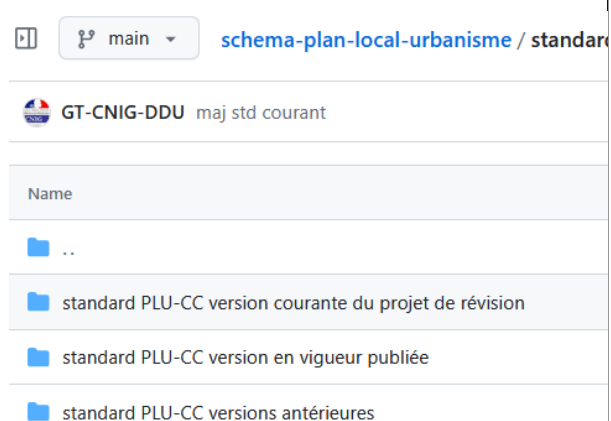 main
schema-plan-local-urbanisme / standard
GT-CNIG-DDU maj std courant
Name
..
standard PLU-CC version courante du projet de révision
standard PLU-CC version en vigueur publiée
standard PLU-CC versions antérieures